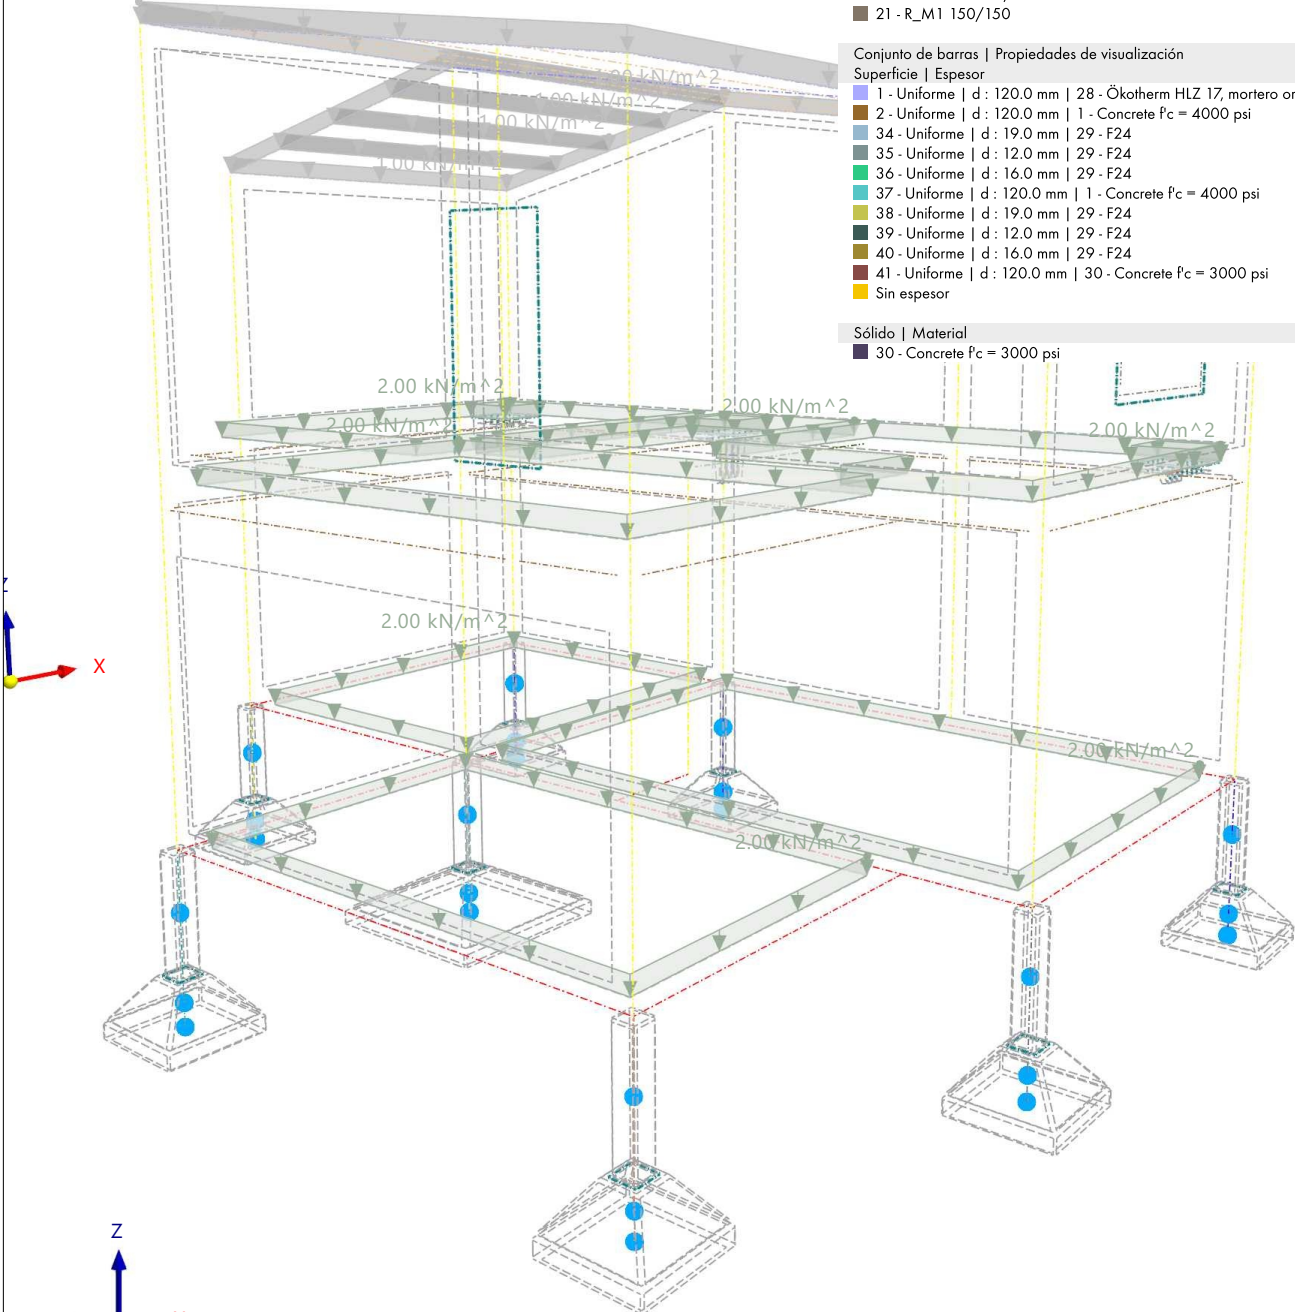 21 - R_M1 150/150
Conjunto de barras | Propiedades de visualización
Superficie | Espesor
1 - Uniforme | d : 120.0 mm | 28 - Ökotherm HLZ 17, mortero or
2 - Uniforme | d : 120.0 mm | 1 - Concrete f'c = 4000 psi
34 - Uniforme | d : 19.0 mm | 29 - F24
35 - Uniforme | d : 12.0 mm | 29 - F24
36 - Uniforme | d : 16.0 mm | 29 - F24
37 - Uniforme | d : 120.0 mm | 1 - Concrete f'c = 4000 psi
38 - Uniforme | d : 19.0 mm | 29 - F24
39 - Uniforme | d : 12.0 mm | 29 - F24
40 - Uniforme | d : 16.0 mm | 29 - F24
41 - Uniforme | d : 120.0 mm | 30 - Concrete f'c = 3000 psi
Sin espesor
Sólido | Material
30 - Concrete f'c = 3000 psi
.00 kN/m^2
1.00 kN/m^2
1.00 kN/m^2
1.00 kN/m^2
2.00 kN/m^2
2.00 kN/m^2
2.00 kN/m^2
2.00 kN/m^2
2.00 kN/m^2
2.00 kN/m^2
2.00 kN/m^2
Z
X
Z